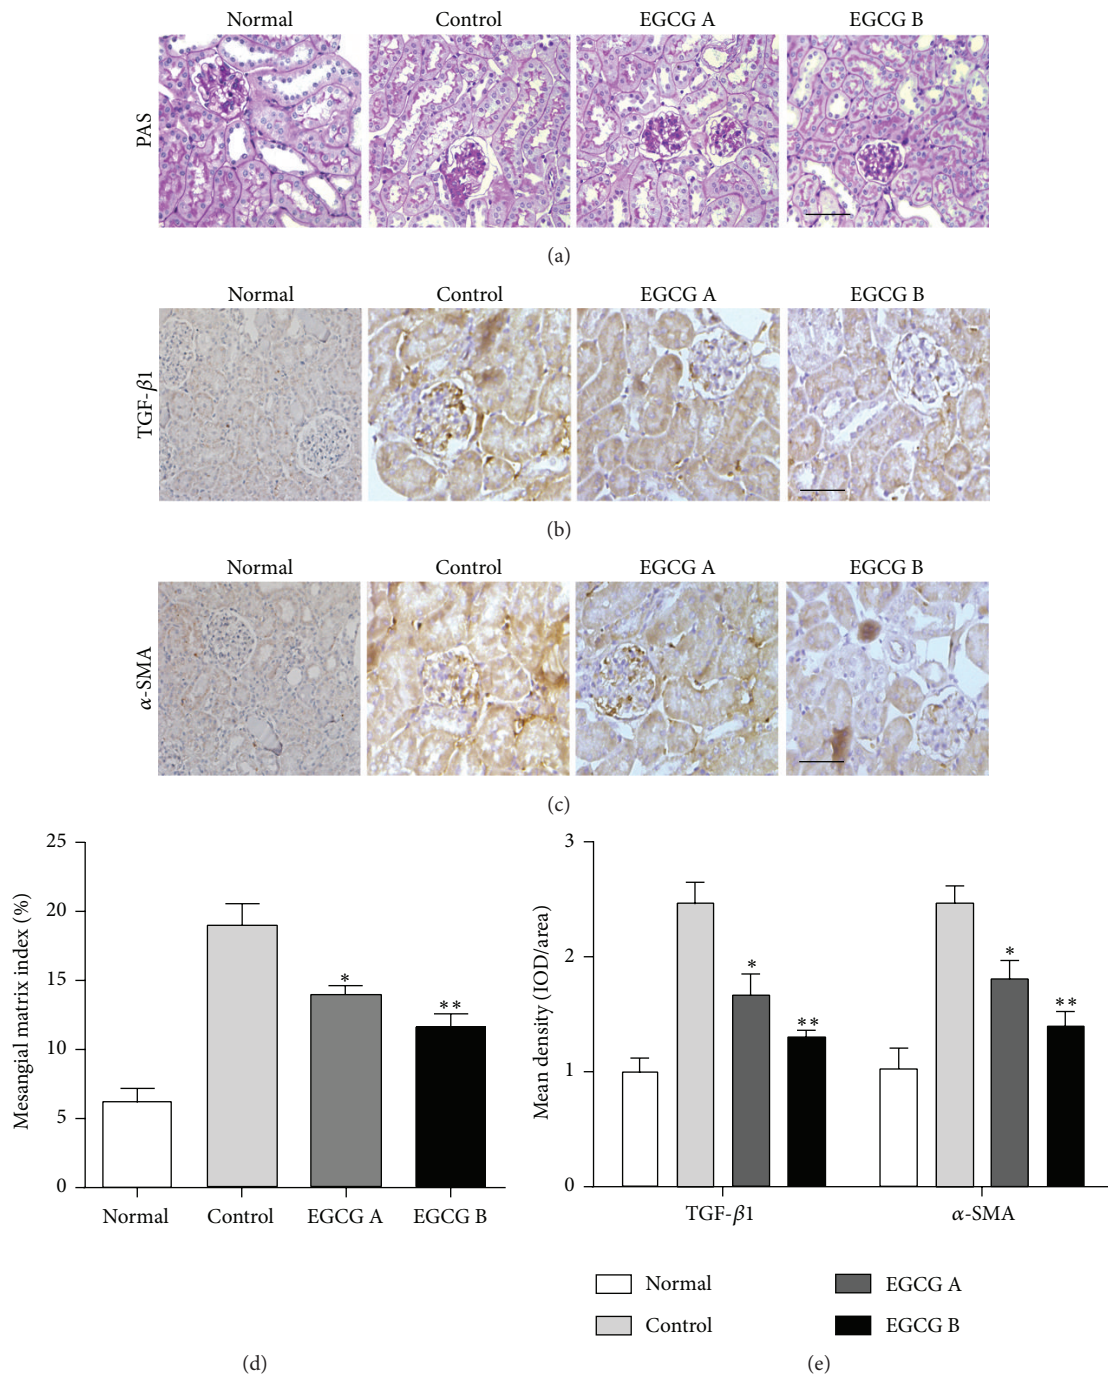 Normal Control EGCG A EGCG B
PAS
(a)
Normal Control EGCG A EGCG B
TGF-β1
(b)
Normal Control EGCG A EGCG B
α-SMA
(c)
Mesangial matrix index (%)
25
20
15
10
5
0
*
**
Normal Control EGCG A EGCG B
(d)
Mean density (IOD/area)
3
2
1
0
*
**
*
**
TGF-β1 α-SMA
Normal EGCG A
Control EGCG B
(e)